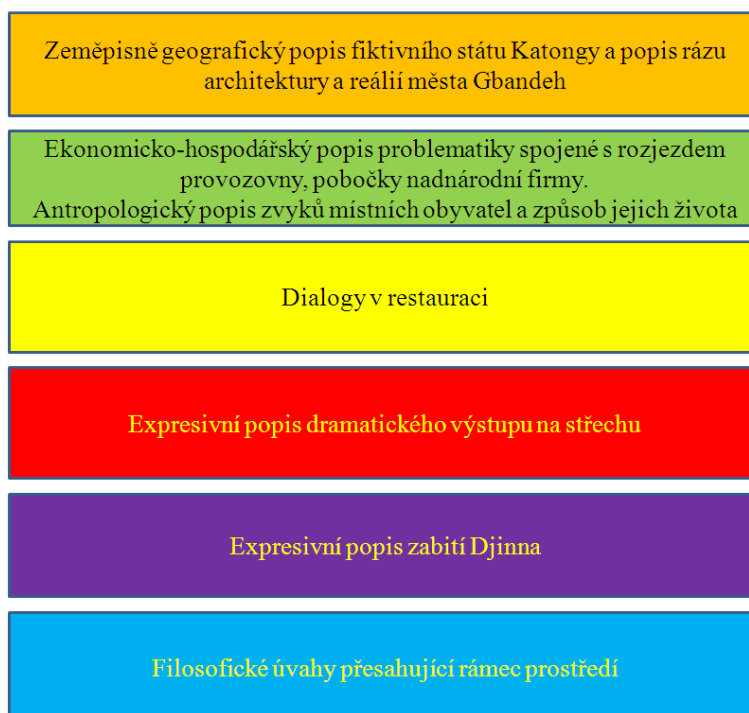 Zeměpisně geografický popis fiktivního státu Katongy a popis rázu
architektury a reálií města Gbandeh
Ekonomicko-hospodářský popis problematiky spojené s rozjezdem
provozovny, pobočky nadnárodní firmy.
Antropologický popis zvyků místních obyvatel a způsob jejich života
Dialogy v restauraci
Expresivní popis dramatického výstupu na střechu
Expresivní popis zabití Djinna
Filosofické úvahy přesahující rámec prostředí